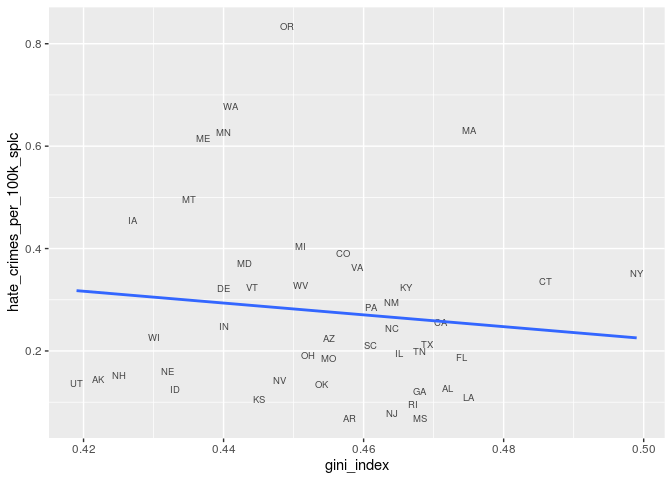 OR
0.8
WA
MN
MA
ME
0.6
MT
IA
MI
0.4
CO
MD
VA
NY
CT
DE
VT
WV
KY
NM
PA
IN
NC
CA
WI
AZ
SC
TX
TN
IL
0.2
OH
MO
FL
NE
NH
AK
UT
NV
OK
ID
GA
AL
KS
LA
RI
NJ
AR
MS
0.42
0.44
0.46
0.48
0.50
gini_index
hate_crimes_per_100k_splc